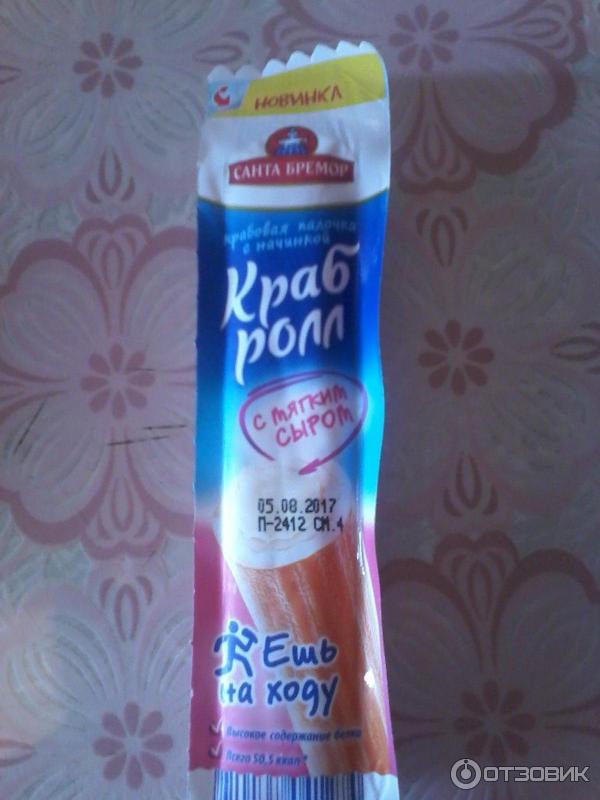 НОВИНКА
САНТА БРЕМОР
крабовая палочка
с начинкой
Краб
ролл
с мягким
сыром
05.08.2017
П-2412 СМ.4
Ешь
на ходу
Высокое содержание белка
Всего 50,5 ккал*
ОТЗОВИК